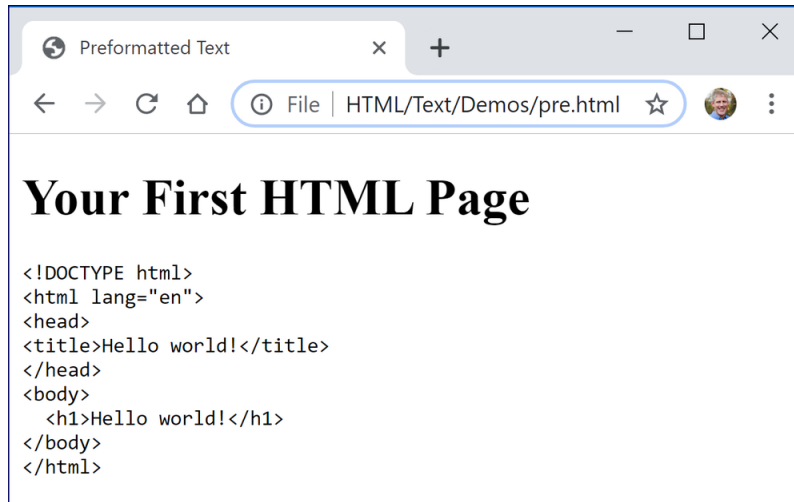 Preformatted Text
File | HTML/Text/Demos/pre.html
Your First HTML Page
<!DOCTYPE html>
<html lang="en">
<head>
<title>Hello world!</title>
</head>
<body>
  <h1>Hello world!</h1>
</body>
</html>